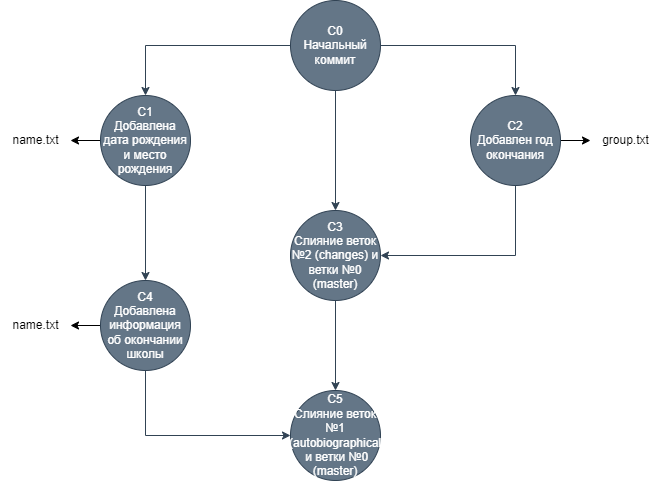 C0
Начальный
коммит
C1
Добавлена
дата рождения
и место
рождения
name.txt
C2
Добавлен год
окончания
group.txt
C3
Слияние веток
№2 (changes) и
ветки №0
(master)
C4
Добавлена
информация
об окончании
школы
name.txt
C5
Слияние веток
№1
(autobiographical
и ветки №0
(master)